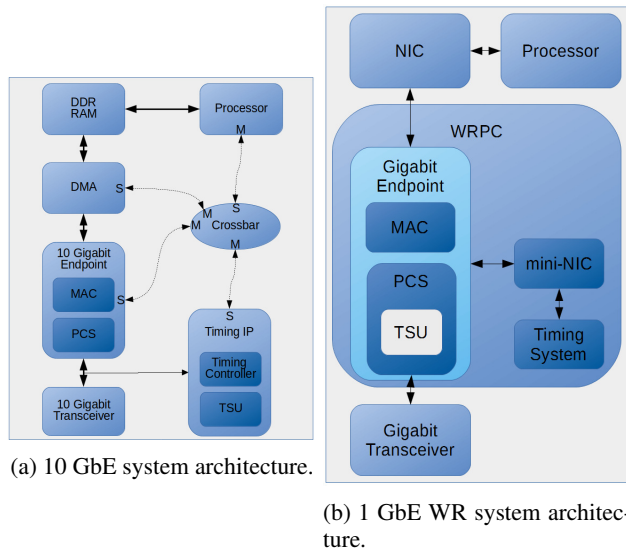 DDR
RAM
Processor
M
DMA
S
S
M
Crossbar
M
M
10 Gigabit
Endpoint
MAC
S
PCS
S
Timing IP
Timing
Controller
TSU
10 Gigabit
Transceiver
(a) 10 GbE system architecture.
NIC
Processor
WRPC
Gigabit
Endpoint
MAC
mini-NIC
PCS
TSU
Timing
System
Gigabit
Transceiver
(b) 1 GbE WR system architec-
ture.